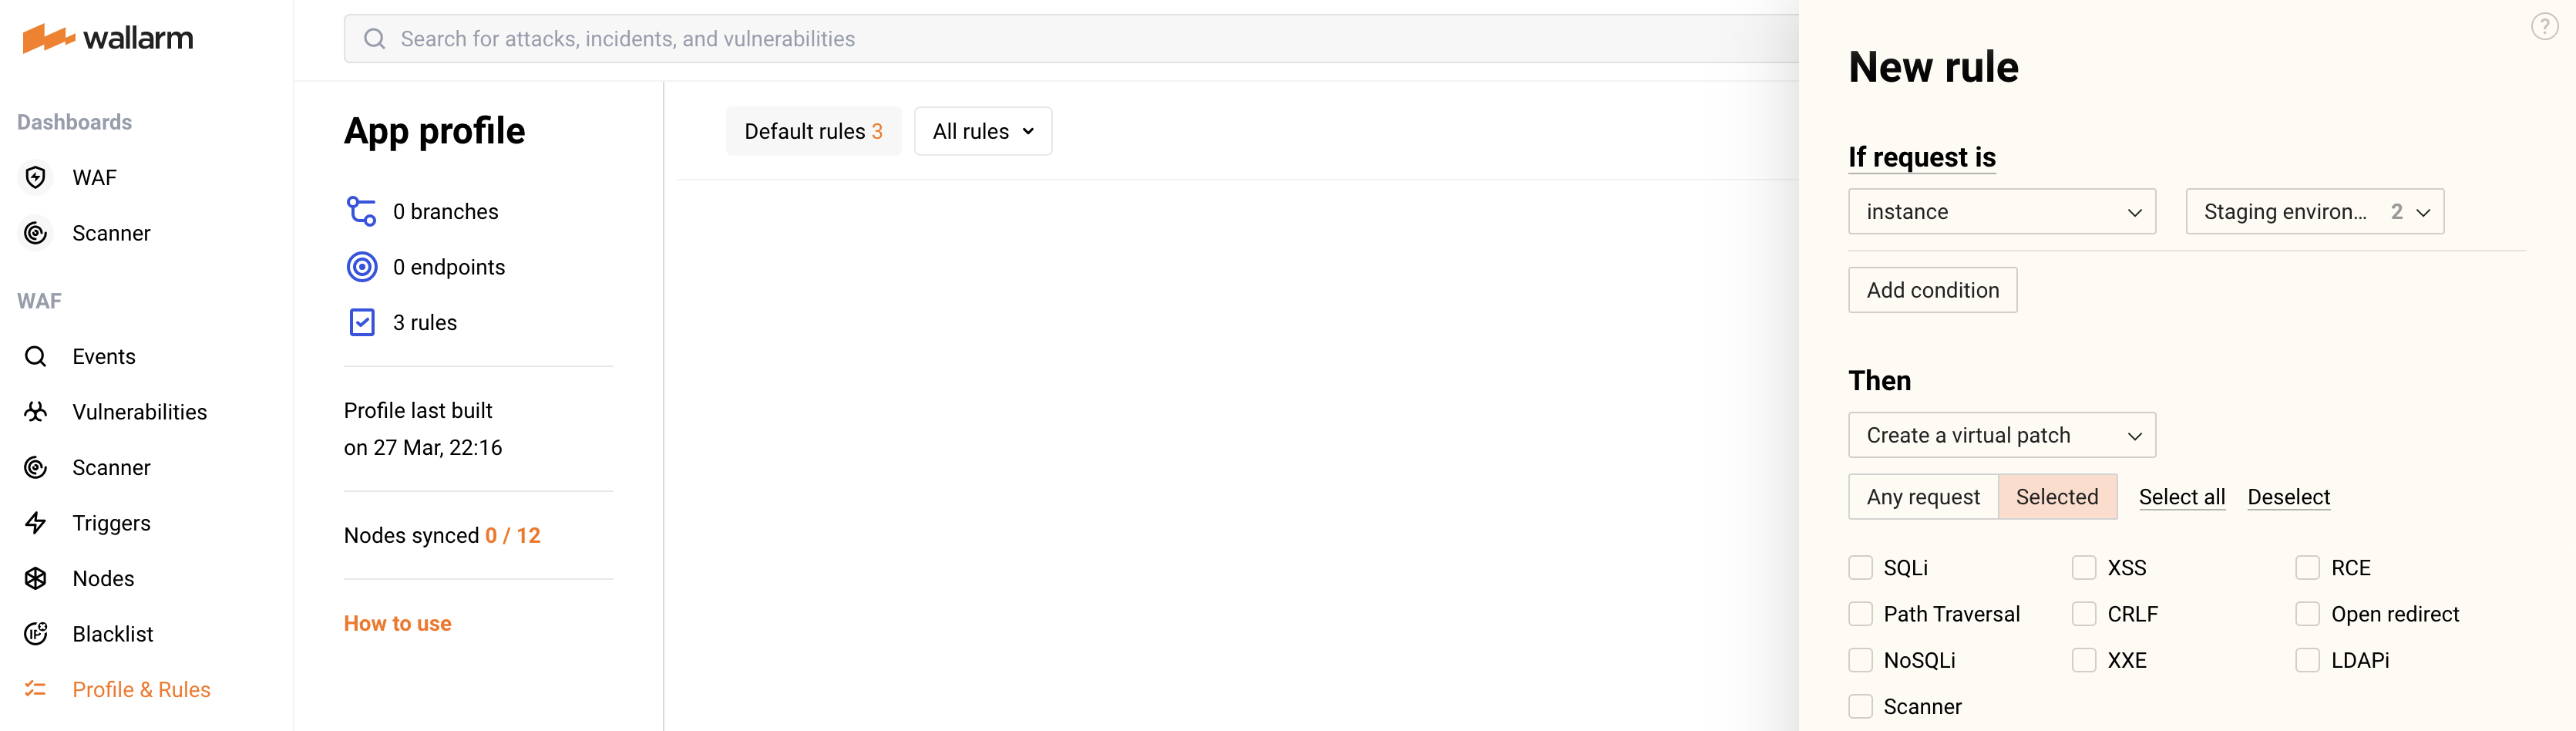 wallarm
Dashboards
WAF
Scanner
WAF
Events
Vulnerabilities
Scanner
Triggers
Nodes
Blacklist
Profile & Rules
Search for attacks, incidents, and vulnerabilities
App profile
0 branches
0 endpoints
3 rules
Profile last built
on 27 Mar, 22:16
Nodes synced 0 / 12
How to use
Default rules 3
All rules
?
New rule
If request is
instance
Staging environ... 2
Add condition
Then
Create a virtual patch
Any request Selected Select all Deselect
SQLi XSS RCE
Path Traversal CRLF Open redirect
NoSQLi XXE LDAPi
Scanner